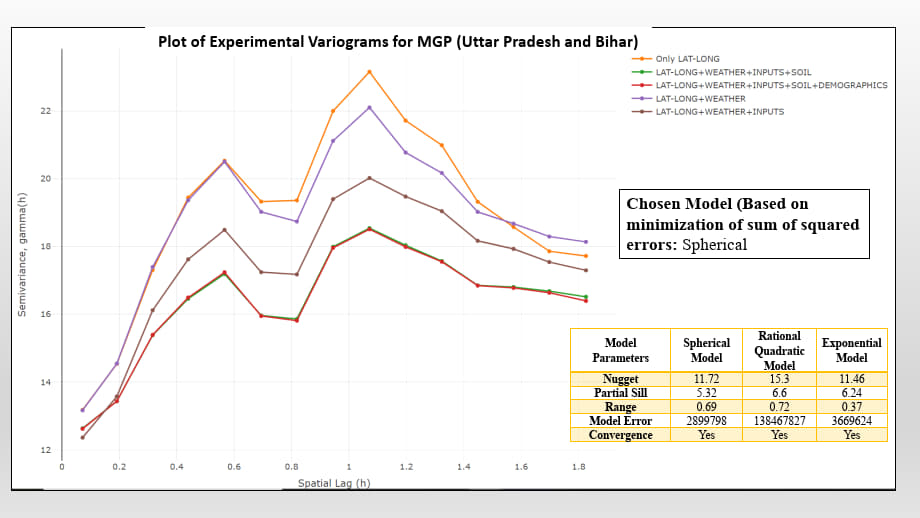 Plot of Experimental Variograms for MGP (Uttar Pradesh and Bihar)
Only LAT-LONG
LAT-LONG+WEATHER+INPUTS+SOIL
LAT-LONG+WEATHER+INPUTS+SOIL+DEMOGRAPHICS
LAT-LONG+WEATHER
LAT-LONG+WEATHER+INPUTS
Semivariance, gamma(h)
22
20
18
16
14
12
0 0.2 0.4 0.6 0.8 1 1.2 1.4 1.6 1.8
Spatial Lag (h)
Chosen Model (Based on
minimization of sum of squared
errors: Spherical
Model Parameters Spherical Model Rational Quadratic Model Exponential Model
Nugget 11.72 15.3 11.46
Partial Sill 5.32 6.6 6.24
Range 0.69 0.72 0.37
Model Error 2899798 138467827 3669624
Convergence Yes Yes Yes